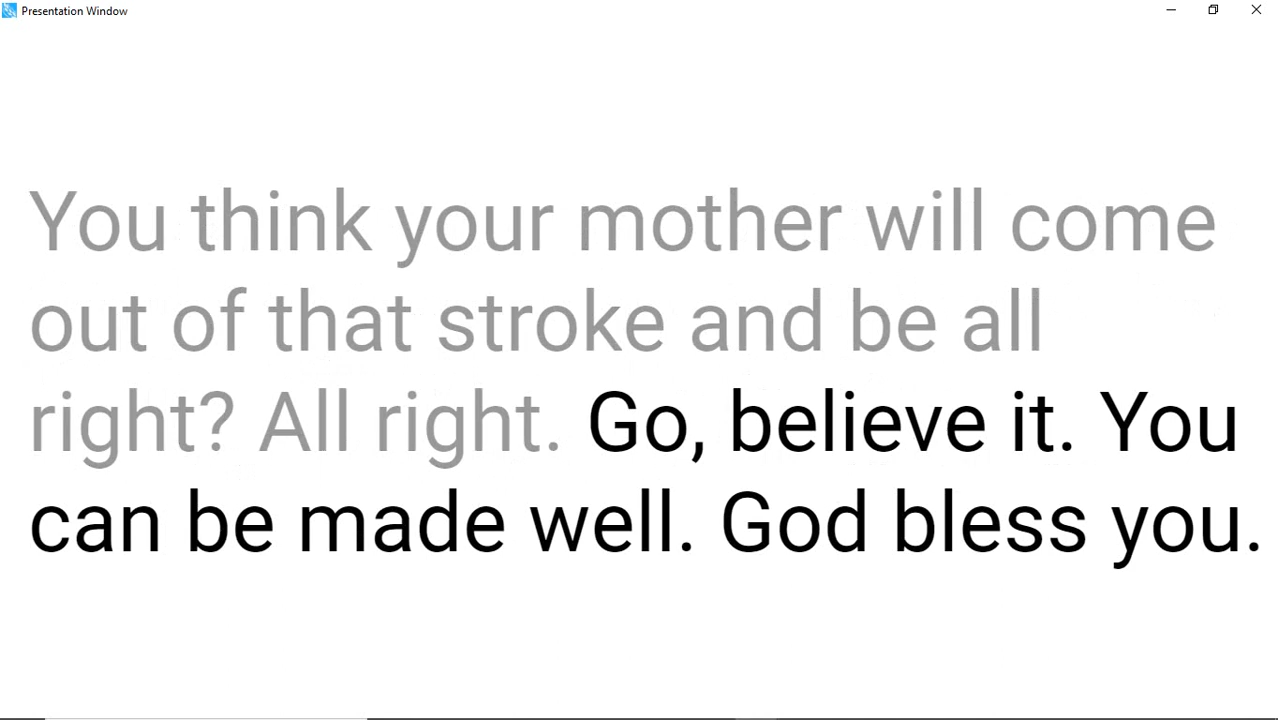 Presentation Window
You think your mother will come
out of that stroke and be all
right? All right. Go, believe it. You
can be made well. God bless you.